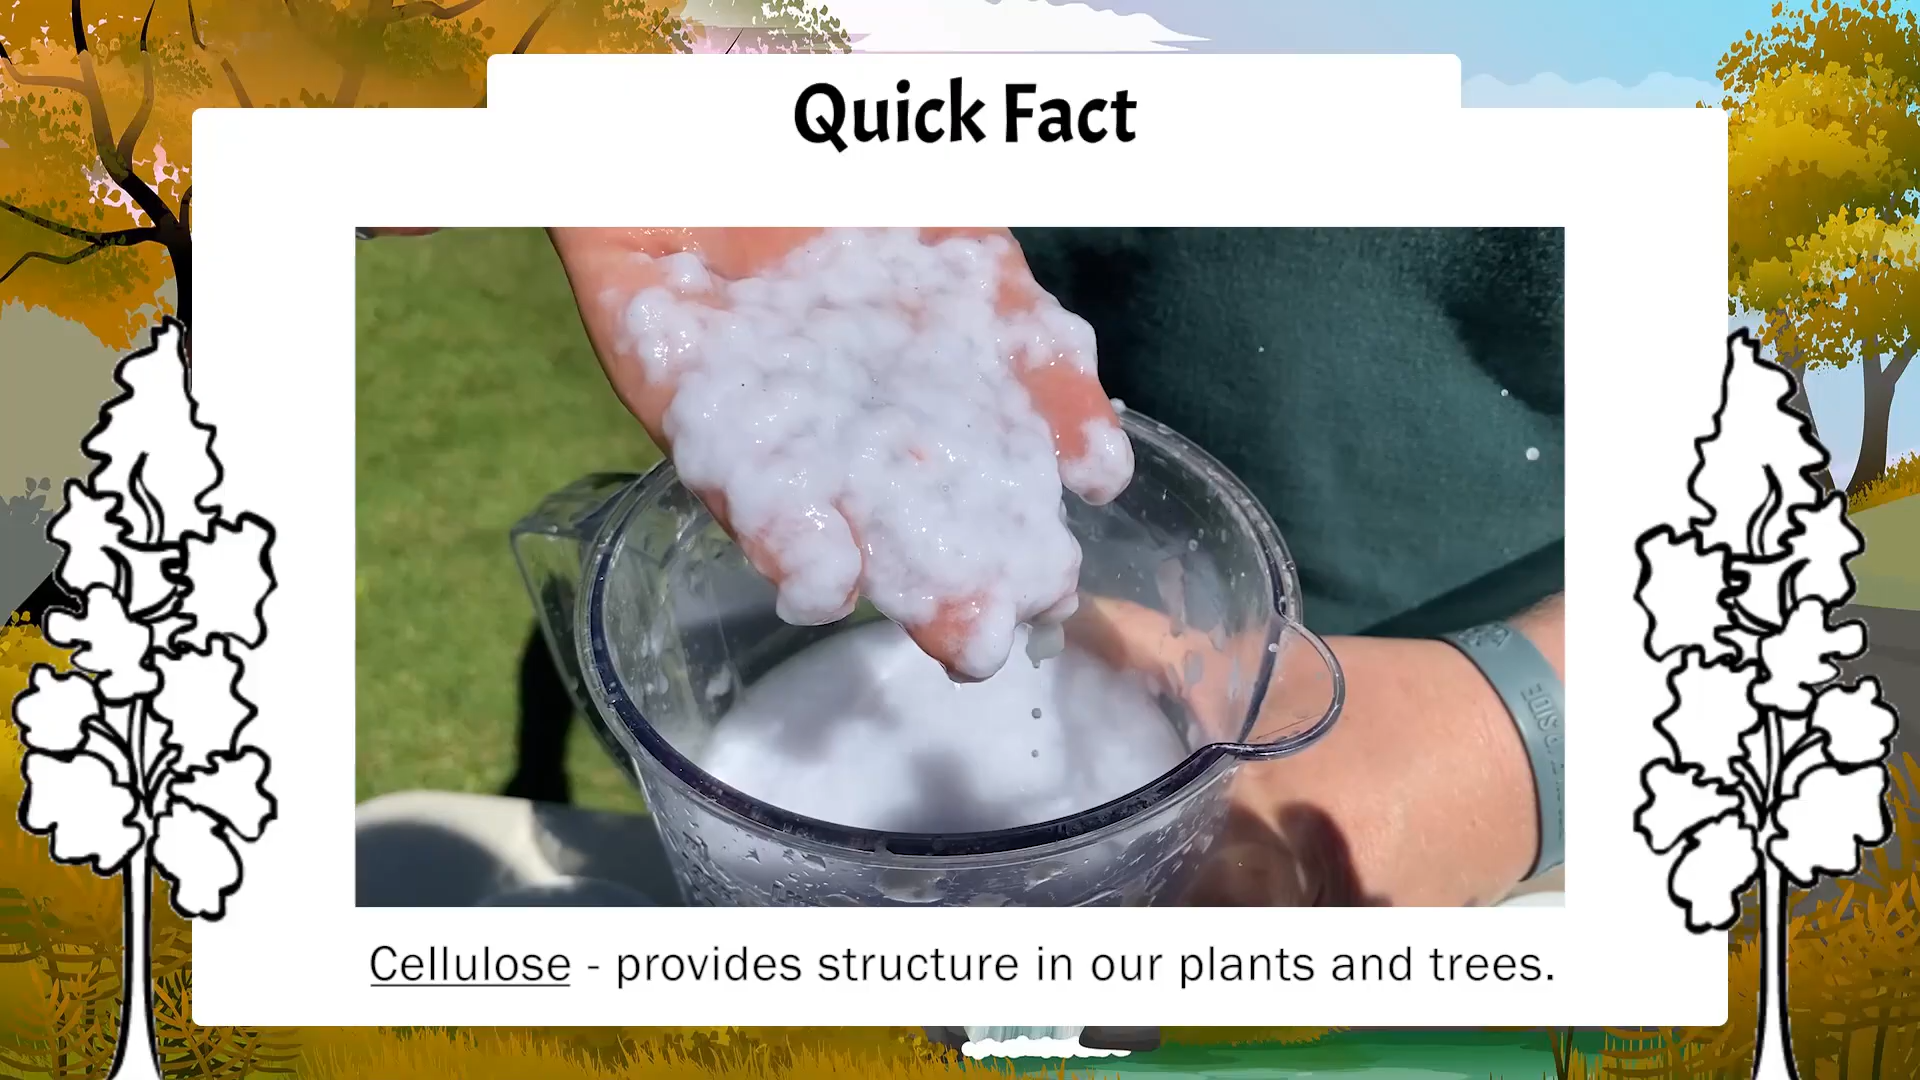 Quick Fact
Cellulose - provides structure in our plants and trees.